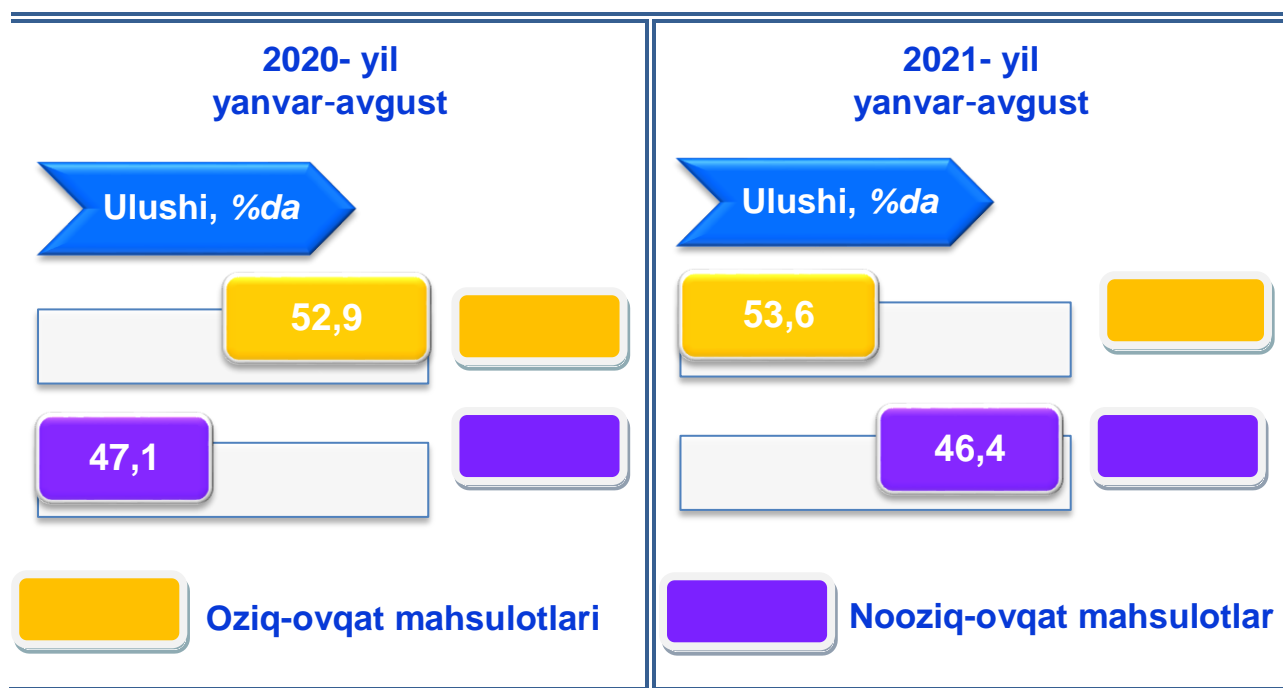 2020- yil
yanvar-avgust
Ulushi, %da
52,9
47,1
2021- yil
yanvar-avgust
Ulushi, %da
53,6
46,4
Oziq-ovqat mahsulotlari
Nooziq-ovqat mahsulotlar